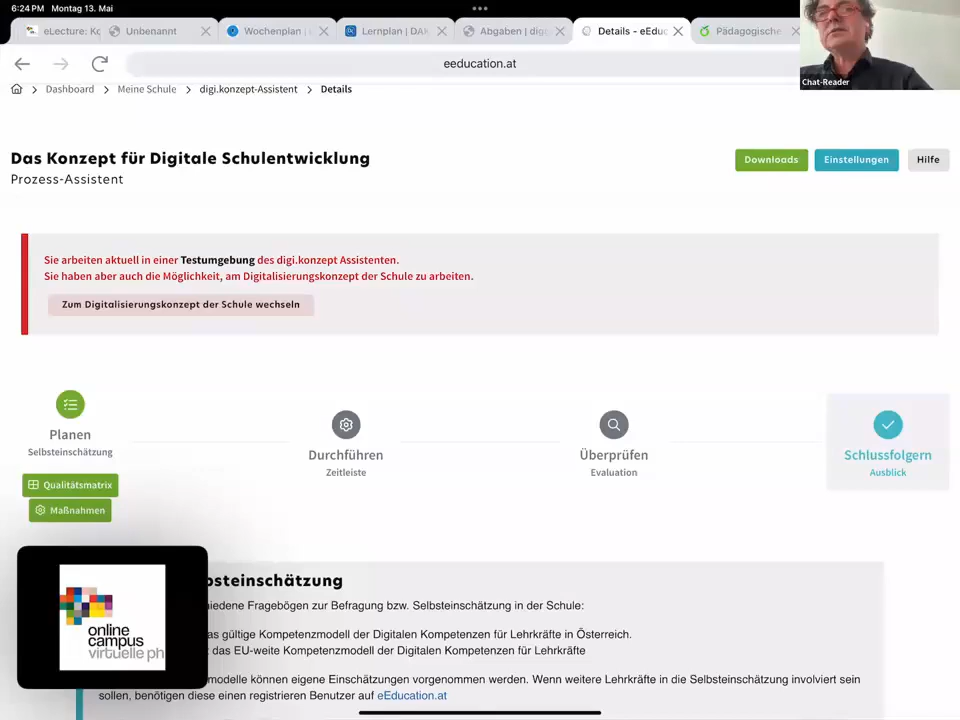 6:24 PM Montag 13. Mai
eLecture: Kc
Unbenannt
Wochenplan |
Lernplan | DAK
Abgaben | digi
Details - eEduc
Pädagogische
eeducation.at
Chat-Reader
Dashboard
Meine Schule
digi.konzept-Assistent
Details
Das Konzept für Digitale Schulentwicklung
Prozess-Assistent
Downloads
Einstellungen
Hilfe
Sie arbeiten aktuell in einer Testumgebung des digi.konzept Assistenten.
Sie haben aber auch die Möglichkeit, am Digitalisierungskonzept der Schule zu arbeiten.
Zum Digitalisierungskonzept der Schule wechseln
Planen
Selbsteinschätzung
Qualitätsmatrix
Maßnahmen
Durchführen
Zeitleiste
Überprüfen
Evaluation
Schlussfolgern
Ausblick
bsteinschätzung
iedene Fragebögen zur Befragung bzw. Selbsteinschätzung in der Schule:
as gültige Kompetenzmodell der Digitalen Kompetenzen für Lehrkräfte in Österreich.
das EU-weite Kompetenzmodell der Digitalen Kompetenzen für Lehrkräfte
modelle können eigene Einschätzungen vorgenommen werden. Wenn weitere Lehrkräfte in die Selbsteinschätzung involviert sein
sollen, benötigen diese einen registrieren Benutzer auf eEducation.at
online
campus
virtuelle ph